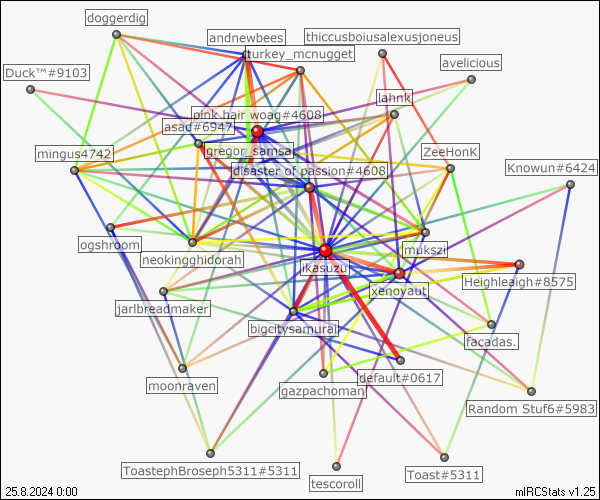 doggerdig
andnewbees
thiccusboiusalexusjoneus
turkey_mcnugget
avelicious
Duck™#9103
lahnk
pink hair woag#4608
asad#6947
gregor_samsa
mingus4742
ZeeHonK
disaster of passion#4608
Knowun#6424
ogshroom
mukszil
neokingghidorah
ikasuzu
Heighleaigh#8575
xenovaut
jarlbreadmaker
bigcitysamurai
facadas.
default#0617
moonraven
gazpachoman
Random Stuf6#5983
ToastephBroseph5311#5311
tescoroll
Toast#5311
25.8.2024 0:00
mIRCStats v1.25